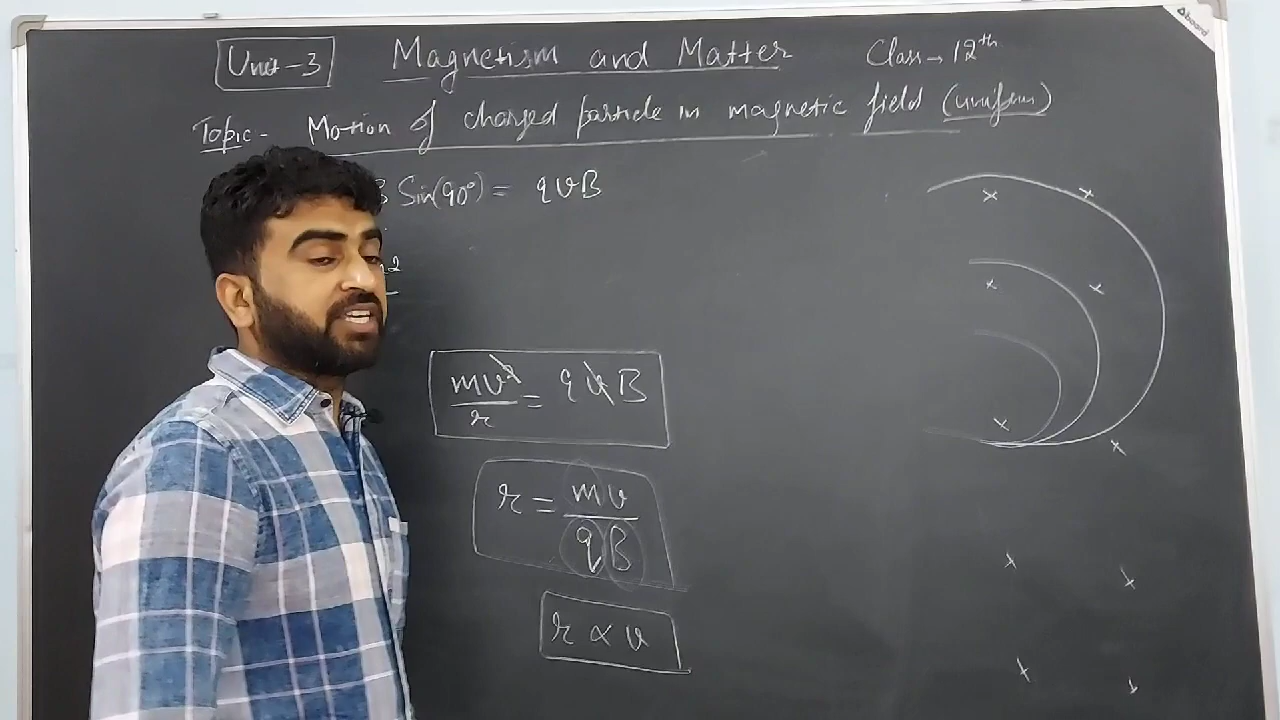 Unit-3 Magnetism and Matter Class → 12th
Topic - Motion of charged particle in magnetic field (uniform)
B Sin(90°) = qvB
2
mv²/r = qvB
r = mv/qB
r ∝ v